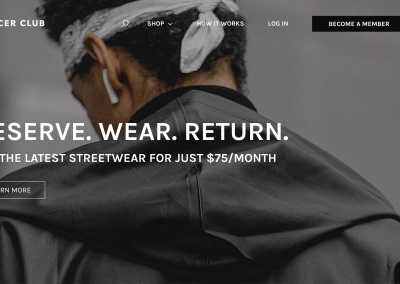 CER CLUB
SHOP
HOW IT WORKS
LOG IN
BECOME A MEMBER
ESERVE. WEAR. RETURN.
THE LATEST STREETWEAR FOR JUST $75/MONTH
RN MORE